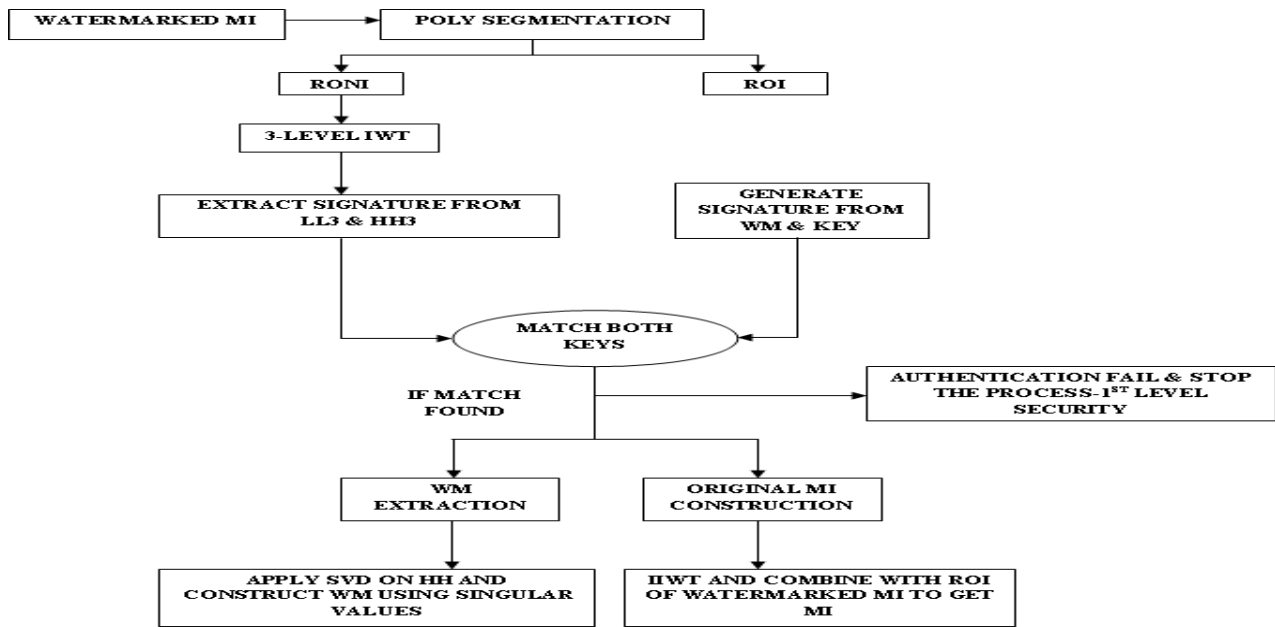 WATERMARKED MI
POLY SEGMENTATION
RONI
ROI
3-LEVEL IWT
EXTRACT SIGNATURE FROM
LL3 & HH3
GENERATE
SIGNATURE FROM
WM & KEY
MATCH BOTH
KEYS
IF MATCH
FOUND
AUTHENTICATION FAIL & STOP
THE PROCESS-1ST LEVEL
SECURITY
WM
EXTRACTION
ORIGINAL MI
CONSTRUCTION
APPLY SVD ON HH AND
CONSTRUCT WM USING SINGULAR
VALUES
IIWT AND COMBINE WITH ROI
OF WATERMARKED MI TO GET
MI